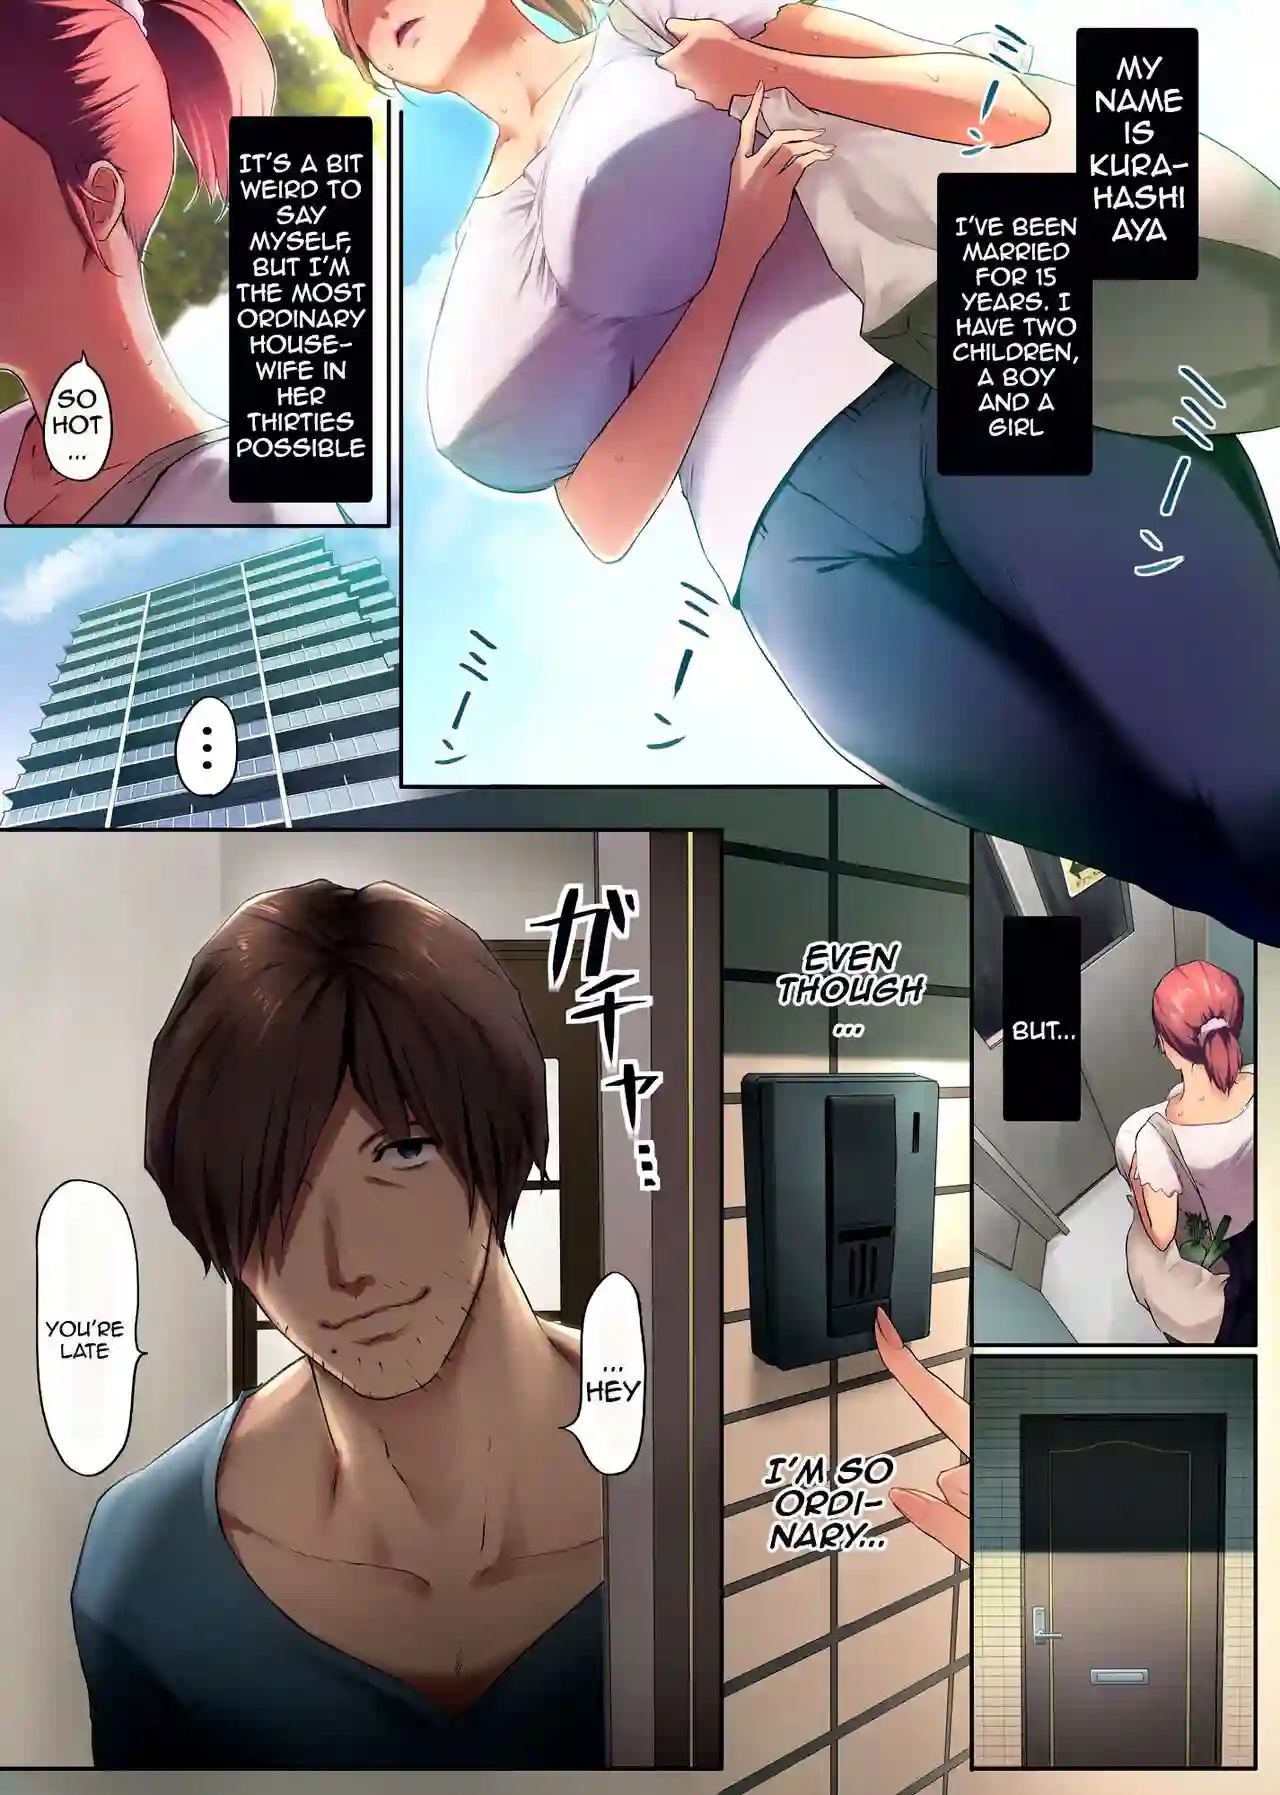 MY
NAME
IS
KURA-
HASHI
AYA
I'VE BEEN
MARRIED
FOR 15
YEARS. I
HAVE TWO
CHILDREN,
A BOY
AND A
GIRL
IT'S A BIT
WEIRD TO
SAY
MYSELF,
BUT I'M
THE MOST
ORDINARY
HOUSE-
WIFE IN
HER
THIRTIES
POSSIBLE
SO
HOT
...
...
BUT...
EVEN
THOUGH
...
I'M SO
ORDI-
NARY...
ガチャ...
...
HEY
YOU'RE
LATE